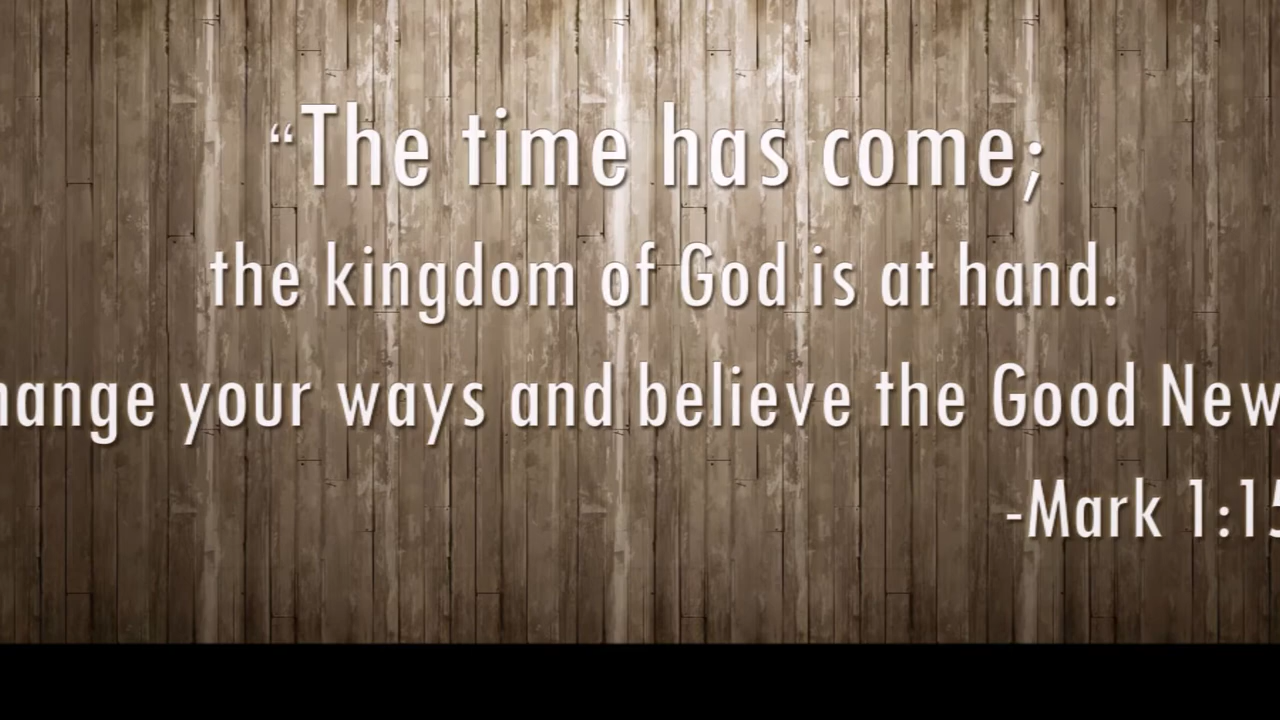 “The time has come;
the kingdom of God is at hand.
hange your ways and believe the Good New
-Mark 1:15